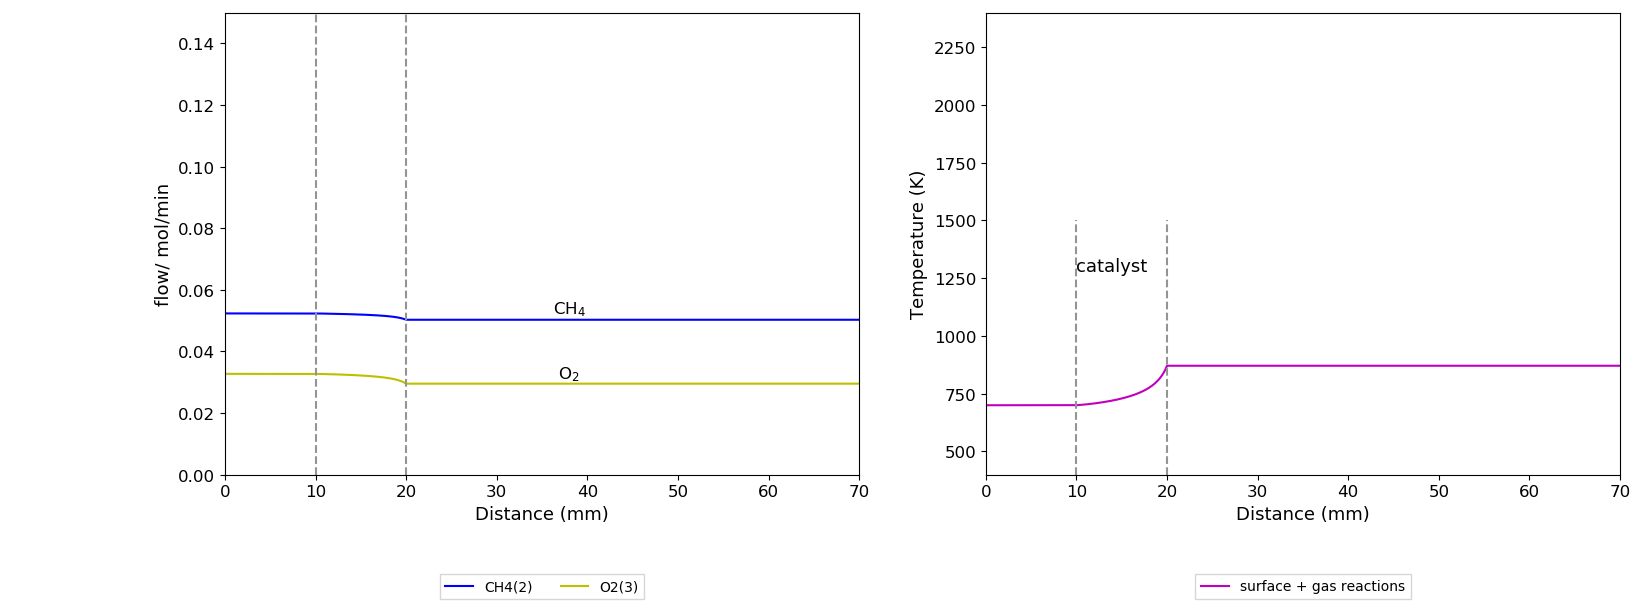 0.14
0.12
0.10
0.08
0.06
0.04
0.02
0.00
flow/ mol/min
CH4
O2
0 10 20 30 40 50 60 70
Distance (mm)
CH4(2) O2(3)
2250
2000
1750
1500
1250
1000
750
500
Temperature (K)
catalyst
0 10 20 30 40 50 60 70
Distance (mm)
surface + gas reactions